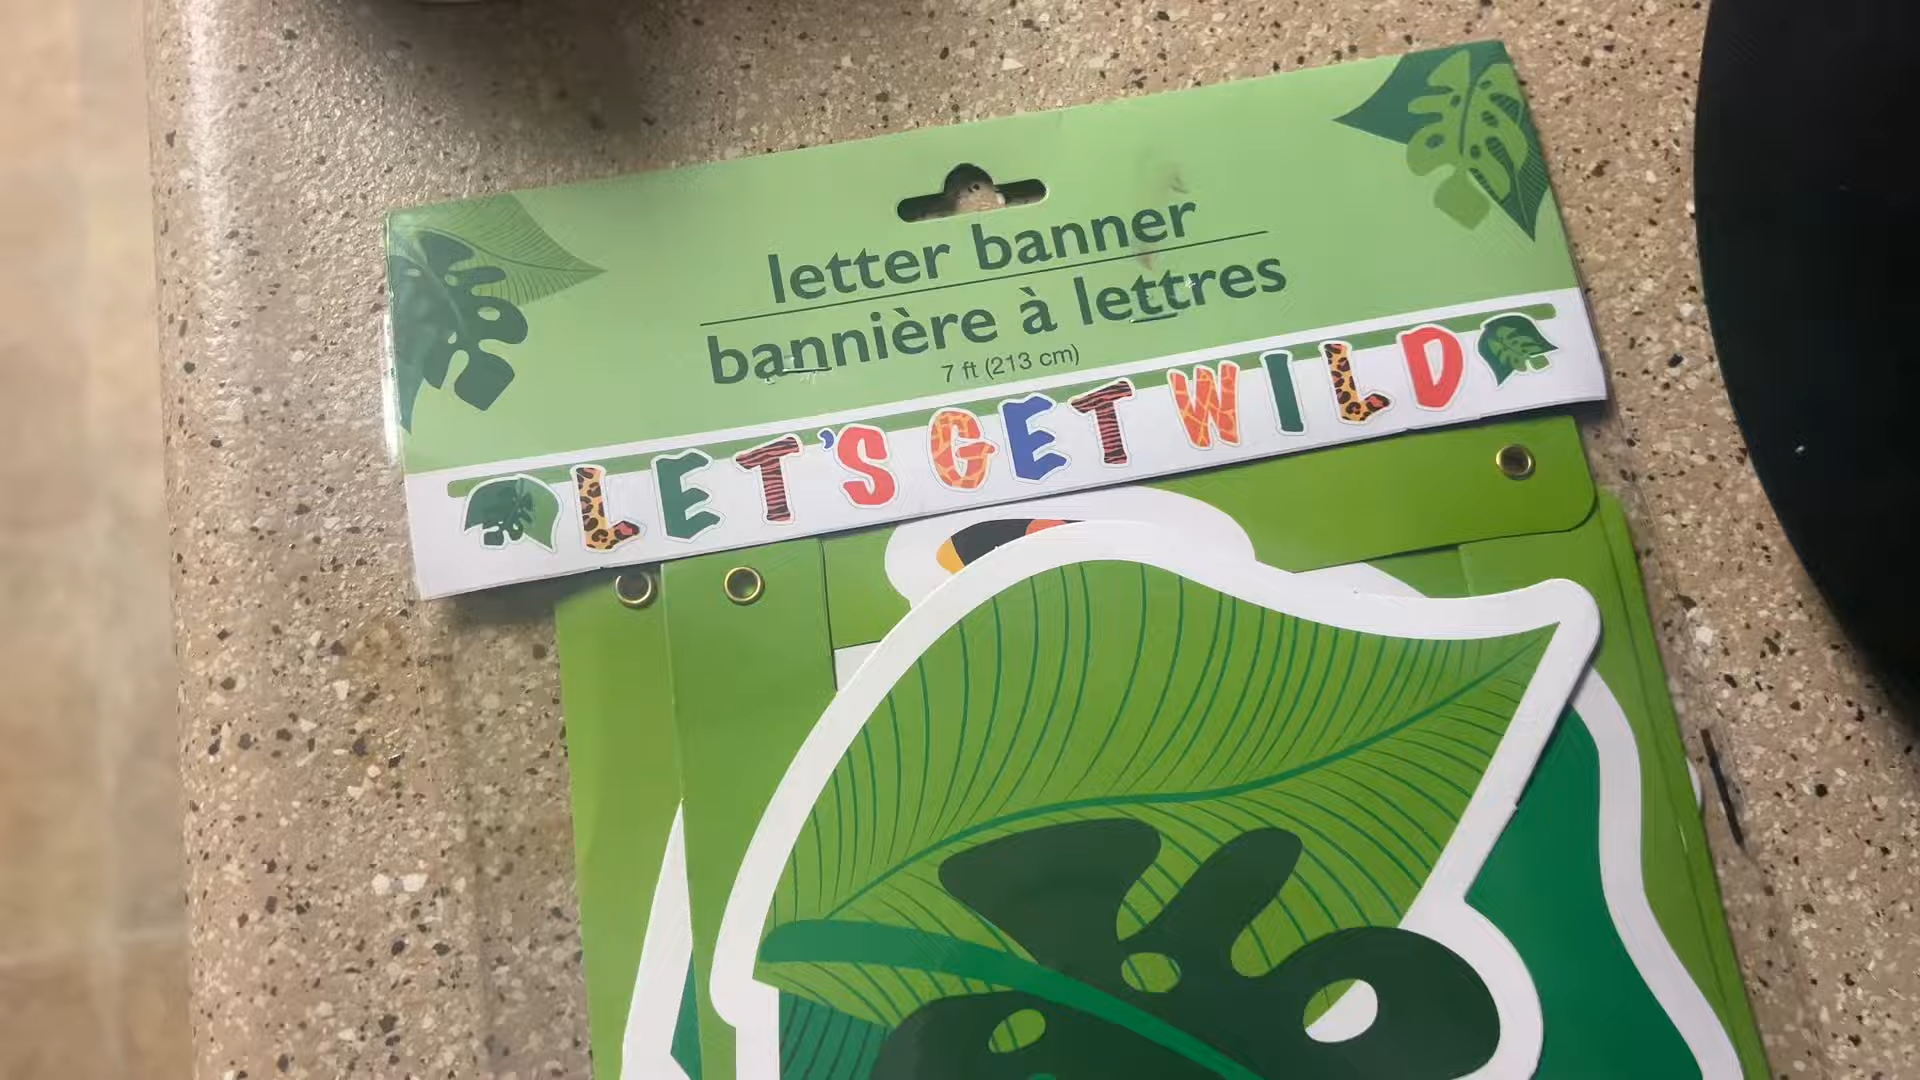 letter banner
bannière à lettres
7 ft (213 cm)
LET'S GET WILD